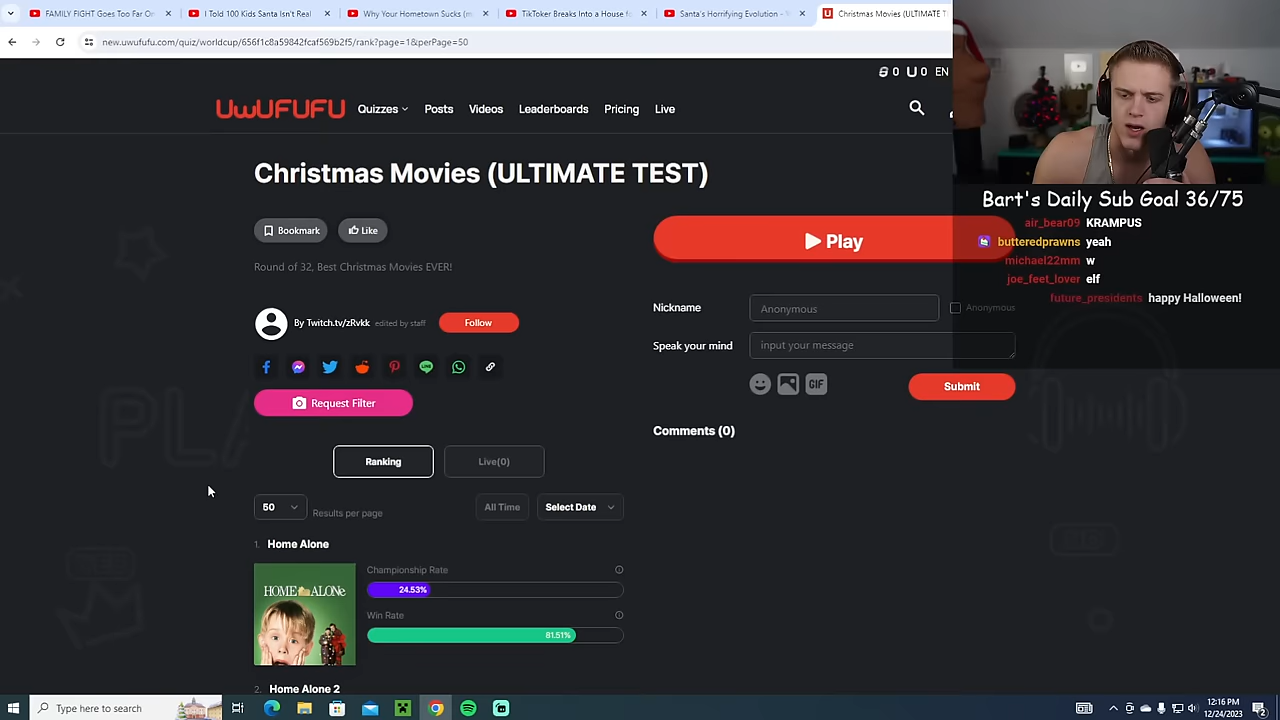 FAMILY FIGHT Goes Too Far O
I Told 100 Kids Santa Isn't Real
Why Your Hometown Sucks
TikToker Breaks Into a House
Santa's Horrifying Evolution -
Christmas Movies (ULTIMATE T
new.uwufufu.com/quiz/worldcup/656f1c8a59842fcaf569b2f5/rank?page=1&perPage=50
0 U 0 EN
UWUFUFU Quizzes Posts Videos Leaderboards Pricing Live
Christmas Movies (ULTIMATE TEST)
Bookmark Like
Round of 32, Best Christmas Movies EVER!
By Twitch.tv/zRvkk edited by staff Follow
Request Filter
Ranking Live(0)
50 Results per page All Time Select Date
1. Home Alone
HOME ALONe
Championship Rate
24.53%
Win Rate
81.51%
2. Home Alone 2
Play
Nickname Anonymous Anonymous
Speak your mind input your message
GIF Submit
Comments (0)
Bart's Daily Sub Goal 36/75
air_bear09 KRAMPUS
butteredprawns yeah
michael22mm w
joe_feet_lover elf
future_presidents happy Halloween!
Type here to search
12:16 PM
12/24/2023
2